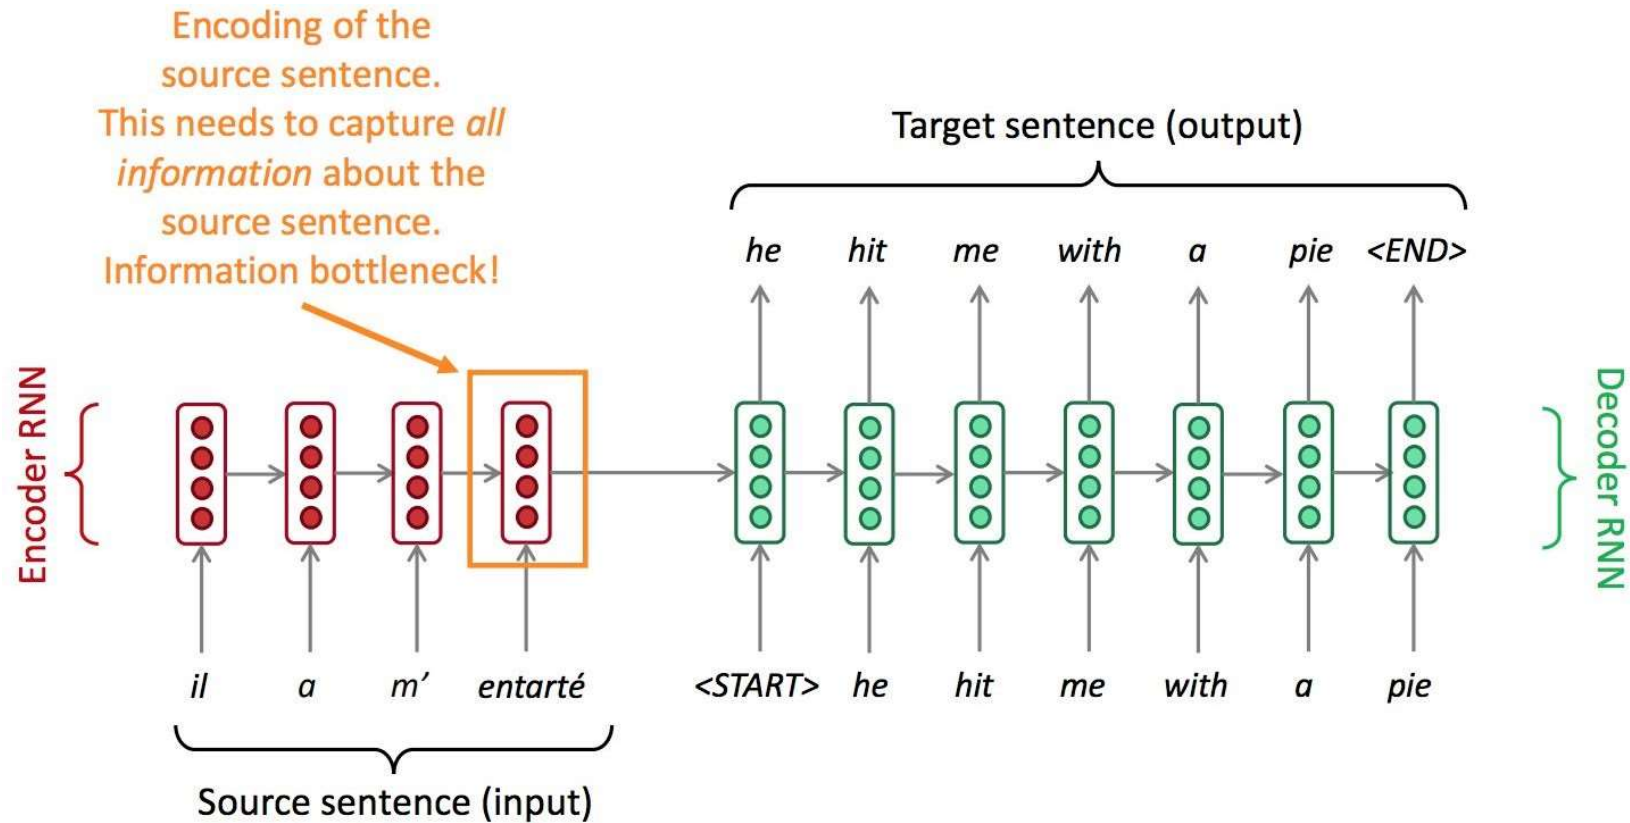 Encoding of the
source sentence.
This needs to capture all
information about the
source sentence.
Information bottleneck!
Target sentence (output)
he hit me with a pie <END>
Encoder RNN
Decoder RNN
il a m’ entarté
<START> he hit me with a pie
Source sentence (input)